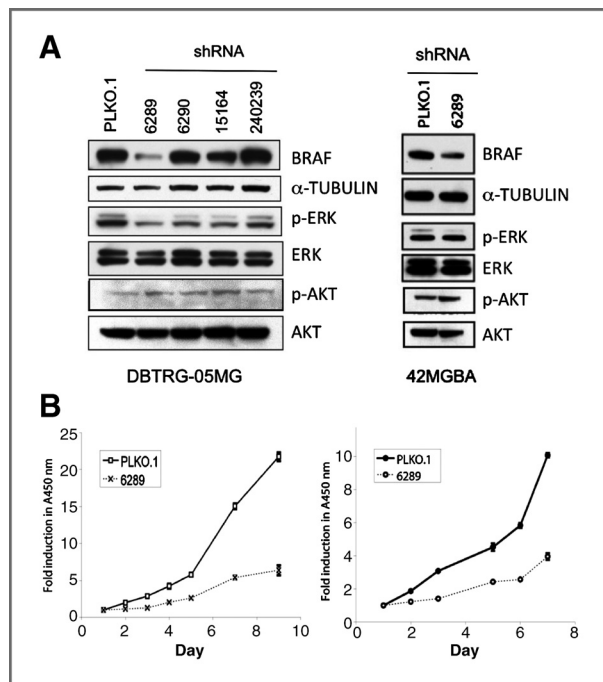 A
shRNA
PLKO.1
6289
6290
15164
240239
BRAF
α-TUBULIN
p-ERK
ERK
p-AKT
AKT
DBTRG-05MG
shRNA
PLKO.1
6289
BRAF
α-TUBULIN
p-ERK
ERK
p-AKT
AKT
42MGBA
B
Fold induction in A450 nm
25
20
15
10
5
0
PLKO.1
6289
0 2 4 6 8 10
Day
Fold induction in A450 nm
10
8
6
4
2
0
PLKO.1
6289
0 2 4 6 8
Day